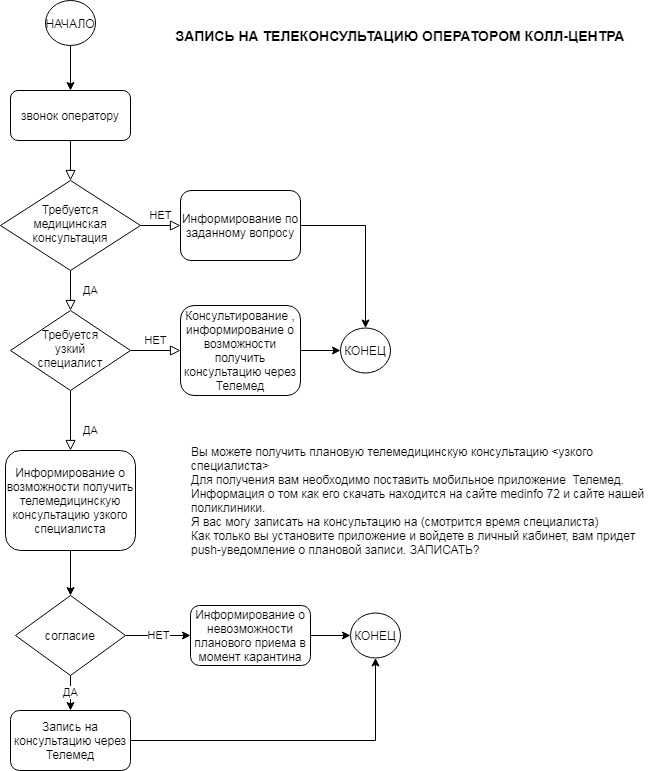 НАЧАЛО
ЗАПИСЬ НА ТЕЛЕКОНСУЛЬТАЦИЮ ОПЕРАТОРОМ КОЛЛ-ЦЕНТРА
звонок оператору
Требуется
медицинская
консультация
НЕТ
Информирование по
заданному вопросу
ДА
Требуется
узкий
специалист
НЕТ
Консультирование ,
информирование о
возможности
получить
консультацию через
Телемед
КОНЕЦ
ДА
Информирование о
возможности получить
телемедицинскую
консультацию узкого
специалиста
Вы можете получить плановую телемедицинскую консультацию <узкого
специалиста>
Для получения вам необходимо поставить мобильное приложение Телемед.
Информация о том как его скачать находится на сайте medinfo 72 и сайте нашей
поликлиники.
Я вас могу записать на консультацию на (смотрится время специалиста)
Как только вы установите приложение и войдете в личный кабинет, вам придет
push-уведомление о плановой записи. ЗАПИСАТЬ?
согласие
НЕТ
Информирование о
невозможности
планового приема в
момент карантина
КОНЕЦ
ДА
Запись на
консультацию через
Телемед